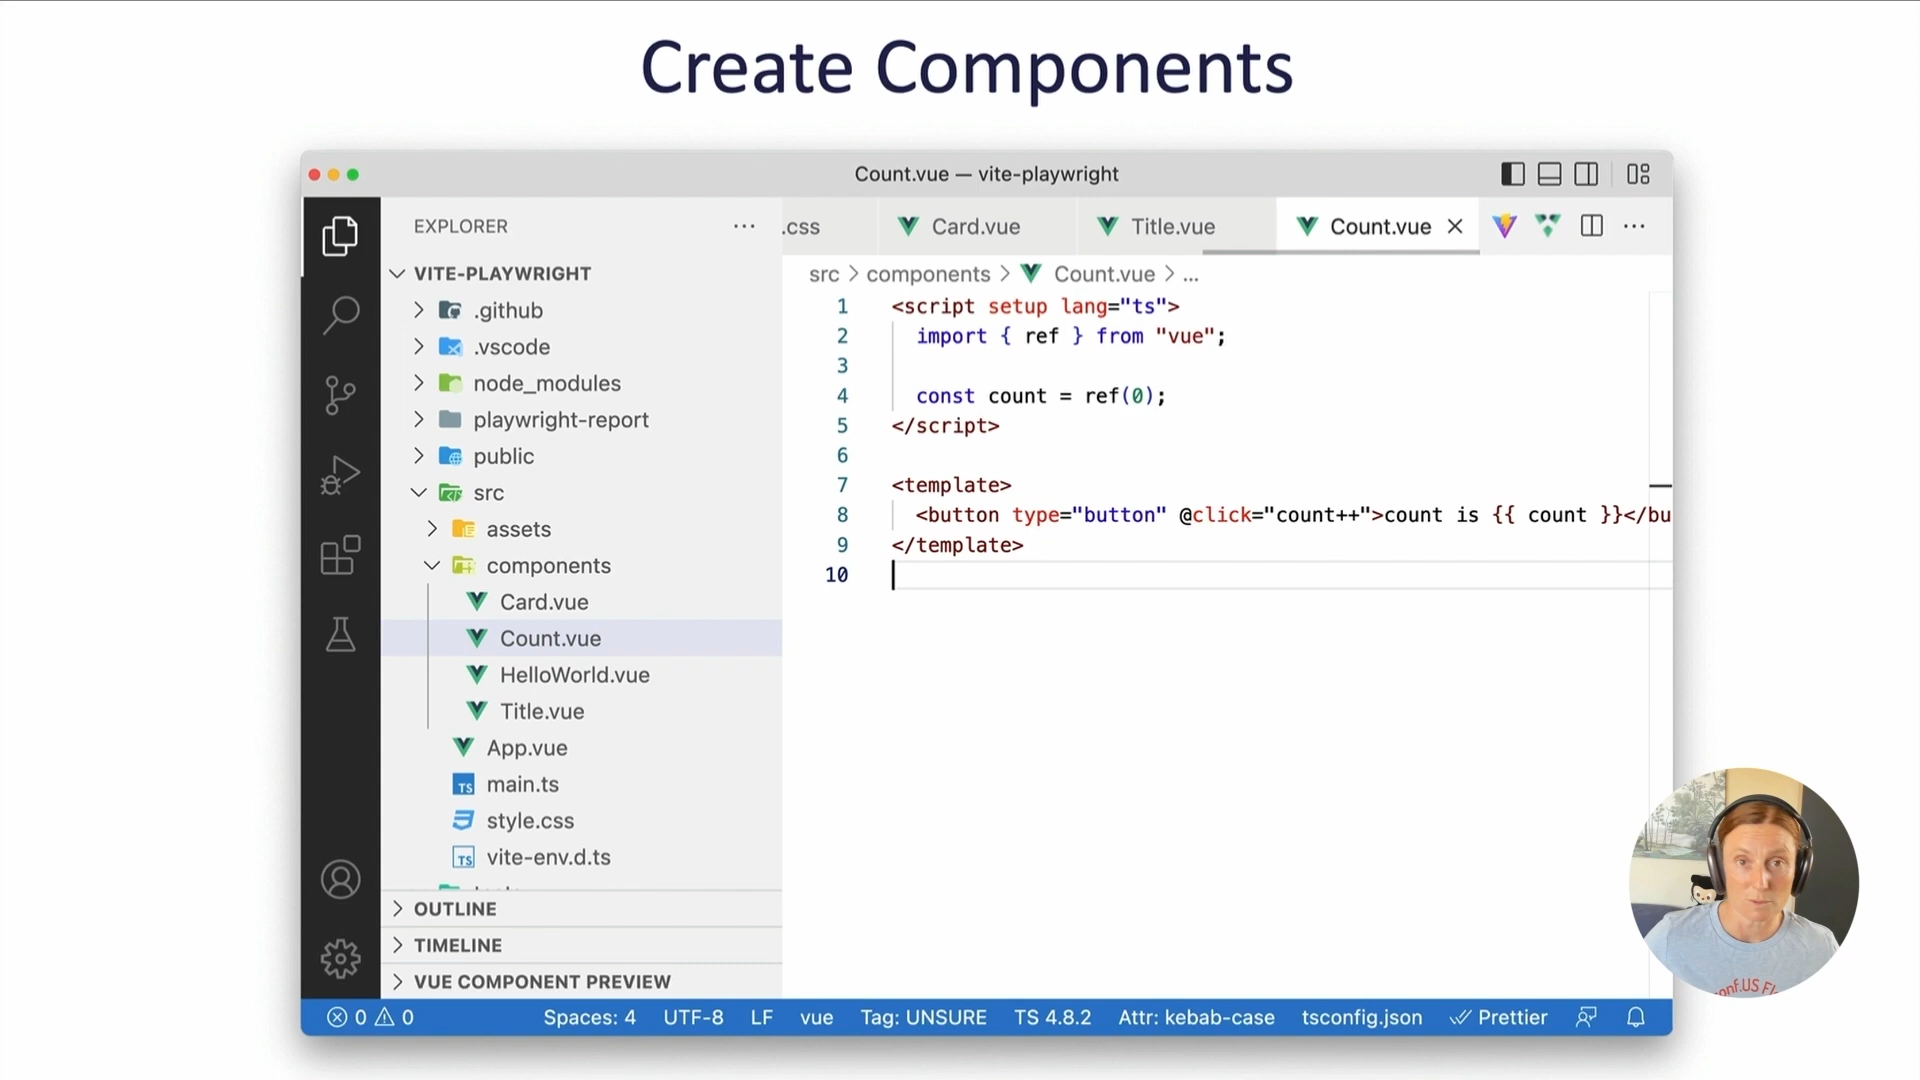 Create Components
Count.vue — vite-playwright
EXPLORER
.css
Card.vue
Title.vue
Count.vue
VITE-PLAYWRIGHT
src > components > Count.vue > ...
.github
.vscode
node_modules
playwright-report
public
src
assets
components
Card.vue
Count.vue
HelloWorld.vue
Title.vue
App.vue
main.ts
style.css
vite-env.d.ts
OUTLINE
TIMELINE
VUE COMPONENT PREVIEW
1 <script setup lang="ts">
2 import { ref } from "vue";
3
4 const count = ref(0);
5 </script>
6
7 <template>
8 <button type="button" @click="count++">count is {{ count }}</bu
9 </template>
10
0 0 Spaces: 4 UTF-8 LF vue Tag: UNSURE TS 4.8.2 Attr: kebab-case tsconfig.json Prettier